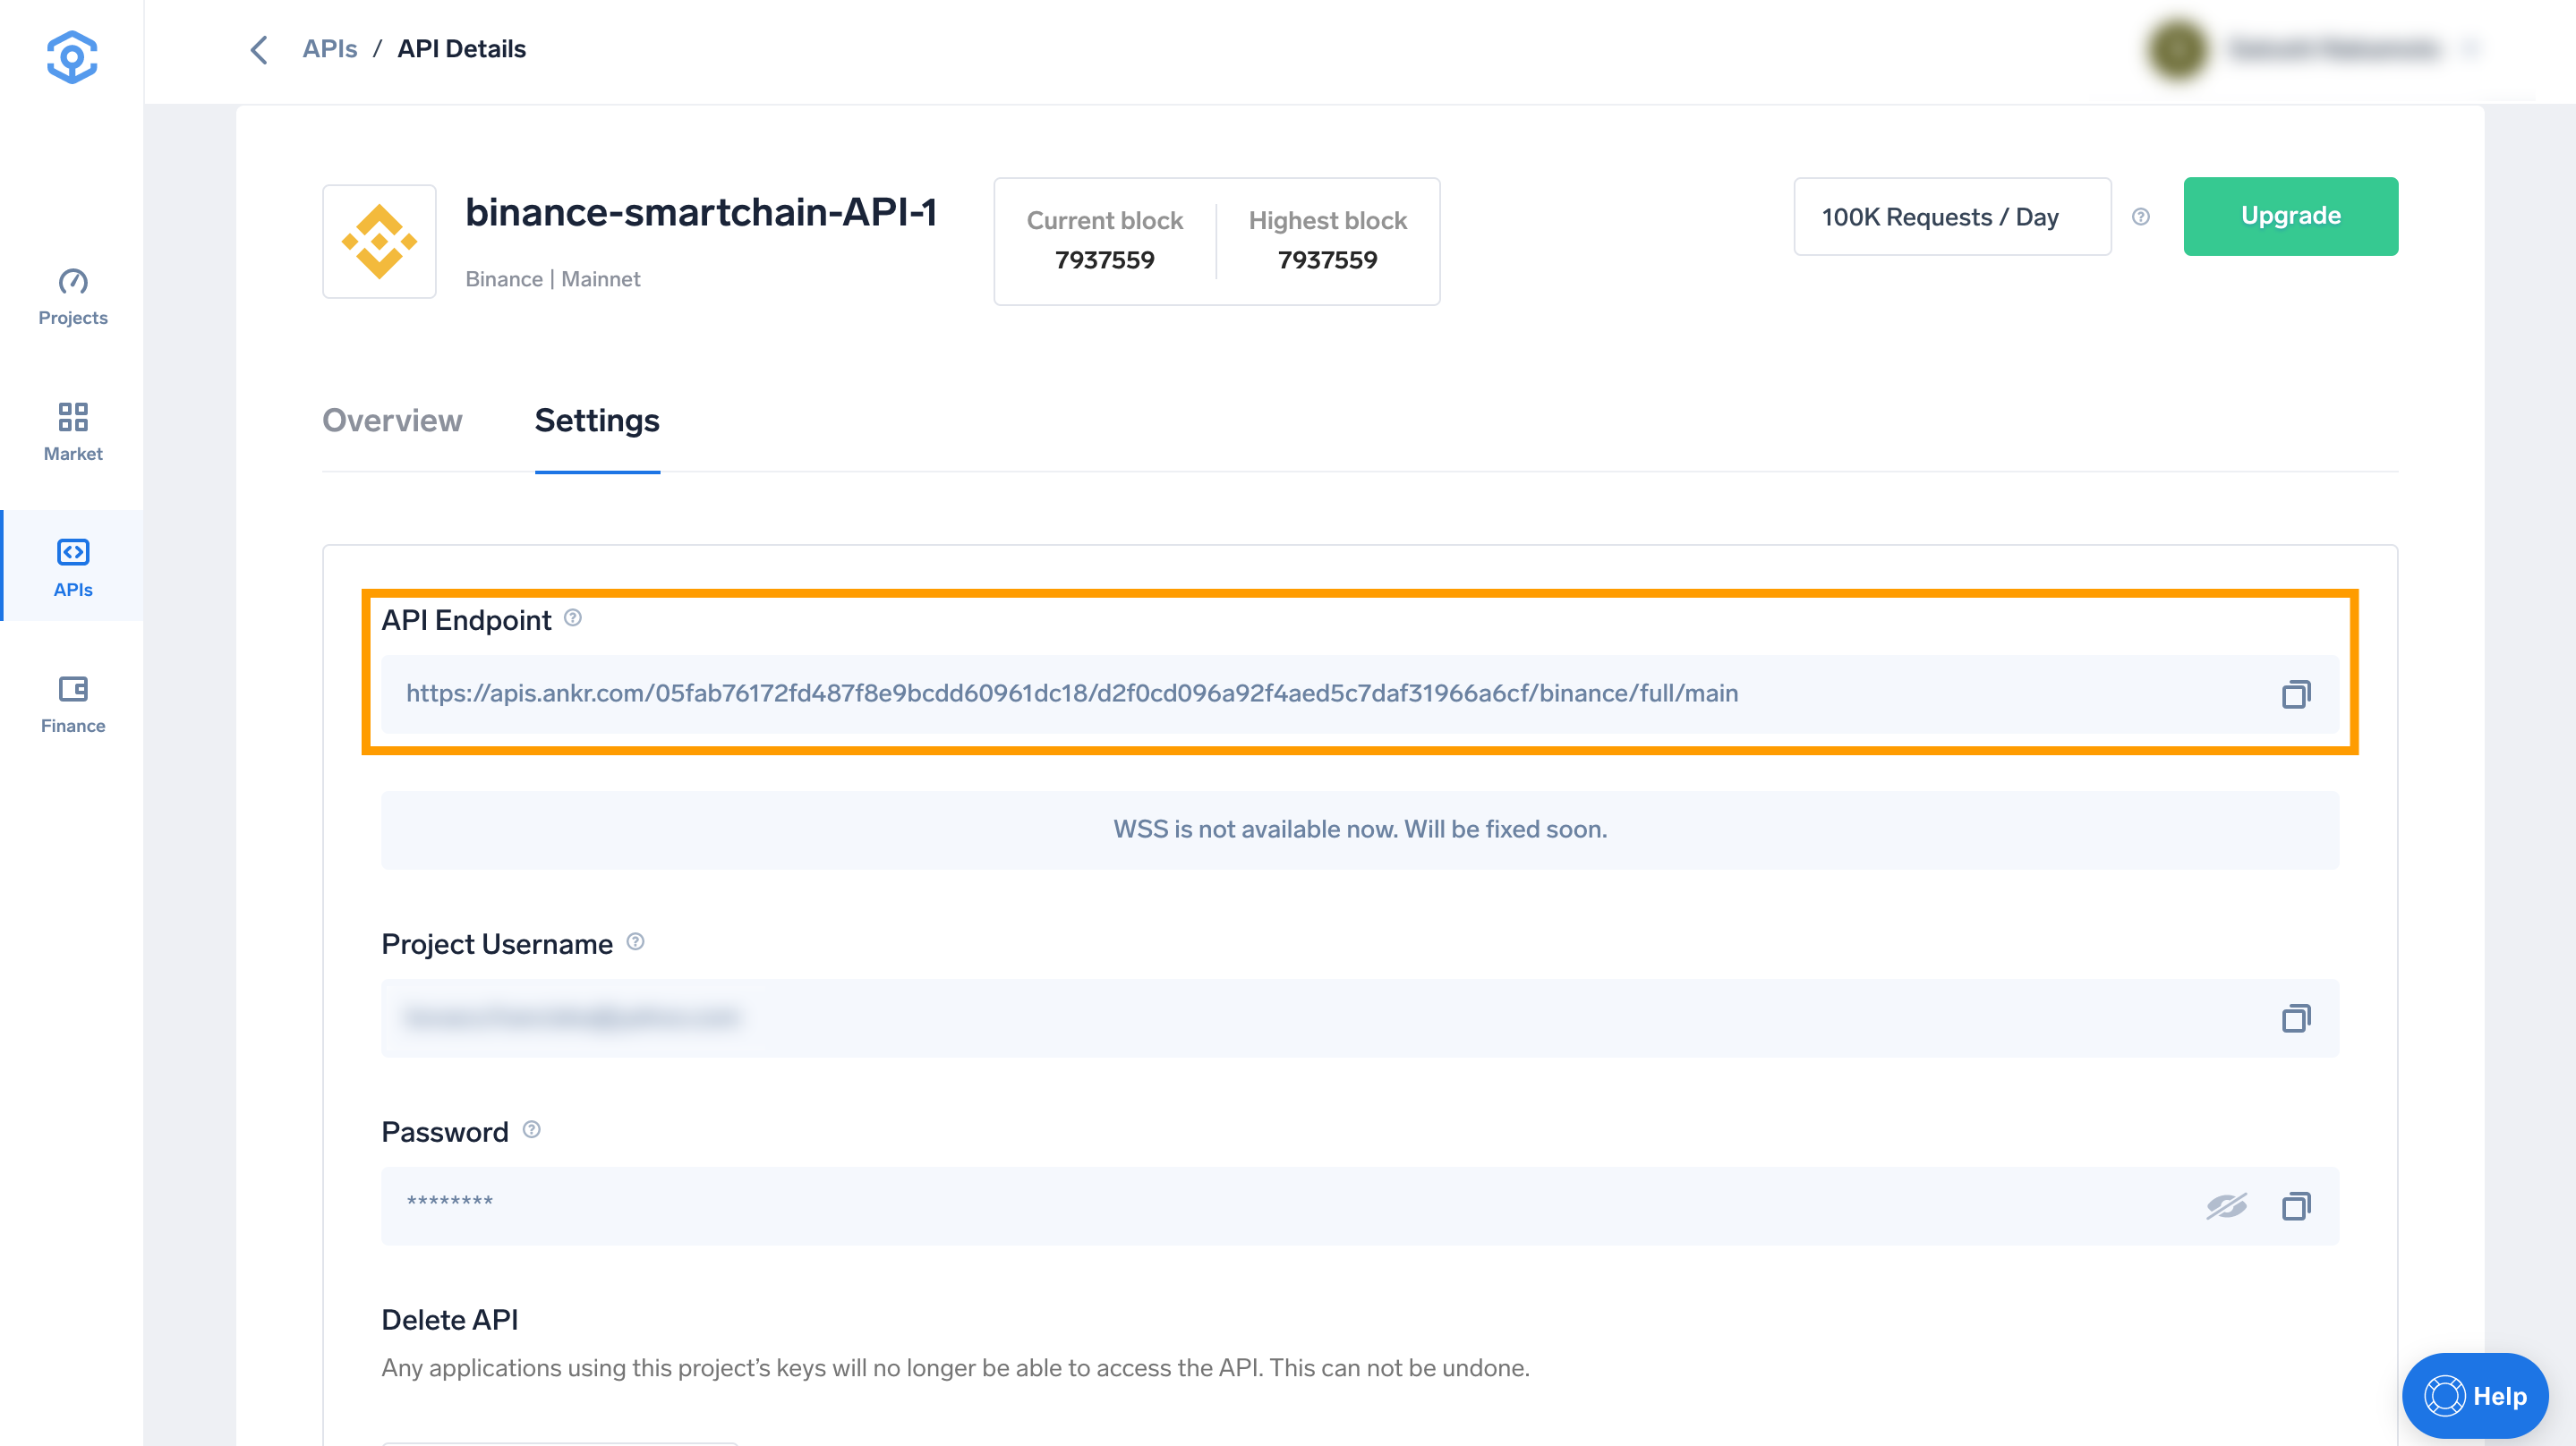 APIs / API Details
binance-smartchain-API-1
Binance | Mainnet
Current block
7937559
Highest block
7937559
100K Requests / Day
Upgrade
Projects
Market
APIs
Finance
Overview
Settings
API Endpoint
https://apis.ankr.com/05fab76172fd487f8e9bcdd60961dc18/d2f0cd096a92f4aed5c7daf31966a6cf/binance/full/main
WSS is not available now. Will be fixed soon.
Project Username
Password
********
Delete API
Any applications using this project’s keys will no longer be able to access the API. This can not be undone.
Help